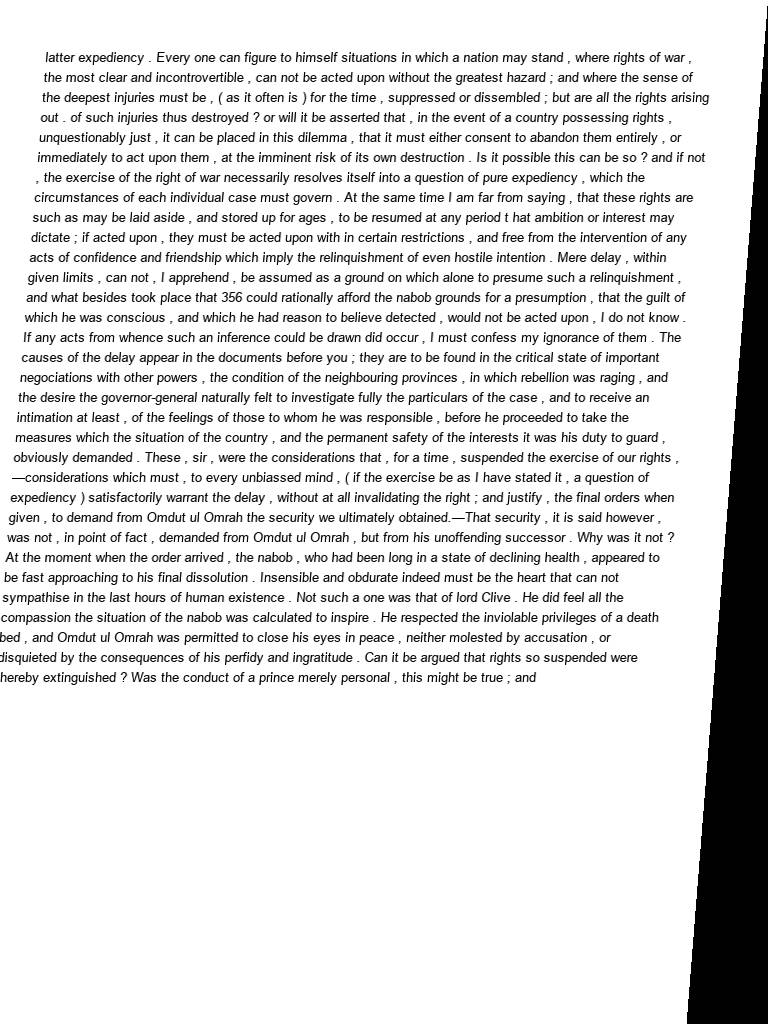 latter expediency . Every one can figure to himself situations in which a nation may stand , where rights of war ,
the most clear and incontrovertible , can not be acted upon without the greatest hazard ; and where the sense of
the deepest injuries must be , ( as it often is ) for the time , suppressed or dissembled ; but are all the rights arising
out . of such injuries thus destroyed ? or will it be asserted that , in the event of a country possessing rights ,
unquestionably just , it can be placed in this dilemma , that it must either consent to abandon them entirely , or
immediately to act upon them , at the imminent risk of its own destruction . Is it possible this can be so ? and if not
, the exercise of the right of war necessarily resolves itself into a question of pure expediency , which the
circumstances of each individual case must govern . At the same time I am far from saying , that these rights are
such as may be laid aside , and stored up for ages , to be resumed at any period t hat ambition or interest may
dictate ; if acted upon , they must be acted upon with in certain restrictions , and free from the intervention of any
acts of confidence and friendship which imply the relinquishment of even hostile intention . Mere delay , within
given limits , can not , I apprehend , be assumed as a ground on which alone to presume such a relinquishment ,
and what besides took place that 356 could rationally afford the nabob grounds for a presumption , that the guilt of
which he was conscious , and which he had reason to believe detected , would not be acted upon , I do not know .
If any acts from whence such an inference could be drawn did occur , I must confess my ignorance of them . The
causes of the delay appear in the documents before you ; they are to be found in the critical state of important
negociations with other powers , the condition of the neighbouring provinces , in which rebellion was raging , and
the desire the governor-general naturally felt to investigate fully the particulars of the case , and to receive an
intimation at least , of the feelings of those to whom he was responsible , before he proceeded to take the
measures which the situation of the country , and the permanent safety of the interests it was his duty to guard ,
obviously demanded . These , sir , were the considerations that , for a time , suspended the exercise of our rights ,
—considerations which must , to every unbiassed mind , ( if the exercise be as I have stated it , a question of
expediency ) satisfactorily warrant the delay , without at all invalidating the right ; and justify , the final orders when
given , to demand from Omdut ul Omrah the security we ultimately obtained.—That security , it is said however ,
was not , in point of fact , demanded from Omdut ul Omrah , but from his unoffending successor . Why was it not ?
At the moment when the order arrived , the nabob , who had been long in a state of declining health , appeared to
be fast approaching to his final dissolution . Insensible and obdurate indeed must be the heart that can not
sympathise in the last hours of human existence . Not such a one was that of lord Clive . He did feel all the
compassion the situation of the nabob was calculated to inspire . He respected the inviolable privileges of a death
bed , and Omdut ul Omrah was permitted to close his eyes in peace , neither molested by accusation , or
disquieted by the consequences of his perfidy and ingratitude . Can it be argued that rights so suspended were
hereby extinguished ? Was the conduct of a prince merely personal , this might be true ; and